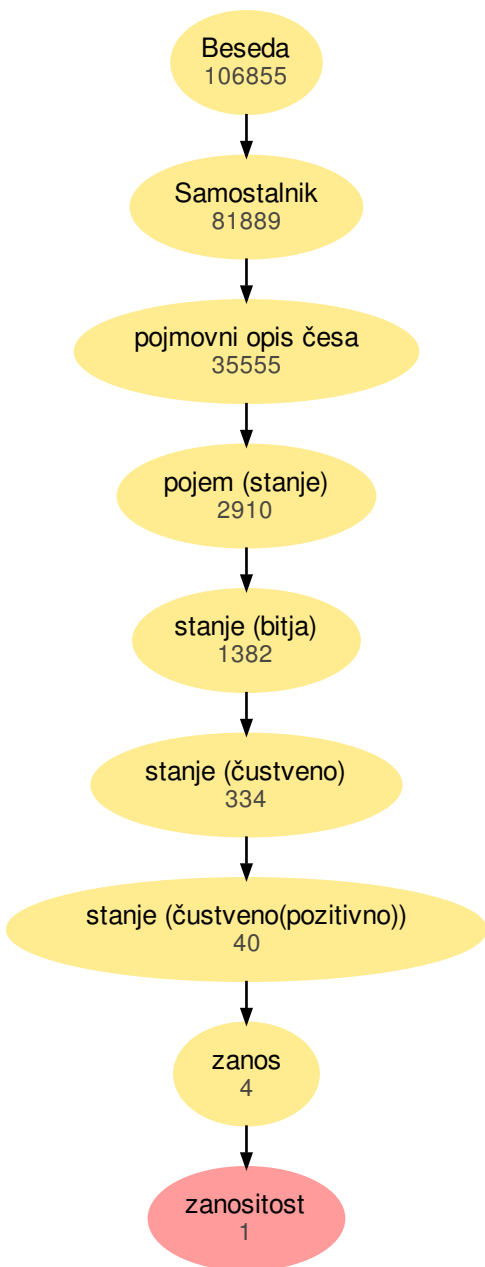 Beseda
106855
Samostalnik
81889
pojmovni opis česa
35555
pojem (stanje)
2910
stanje (bitja)
1382
stanje (čustveno)
334
stanje (čustveno(pozitivno))
40
zanos
4
zanositost
1